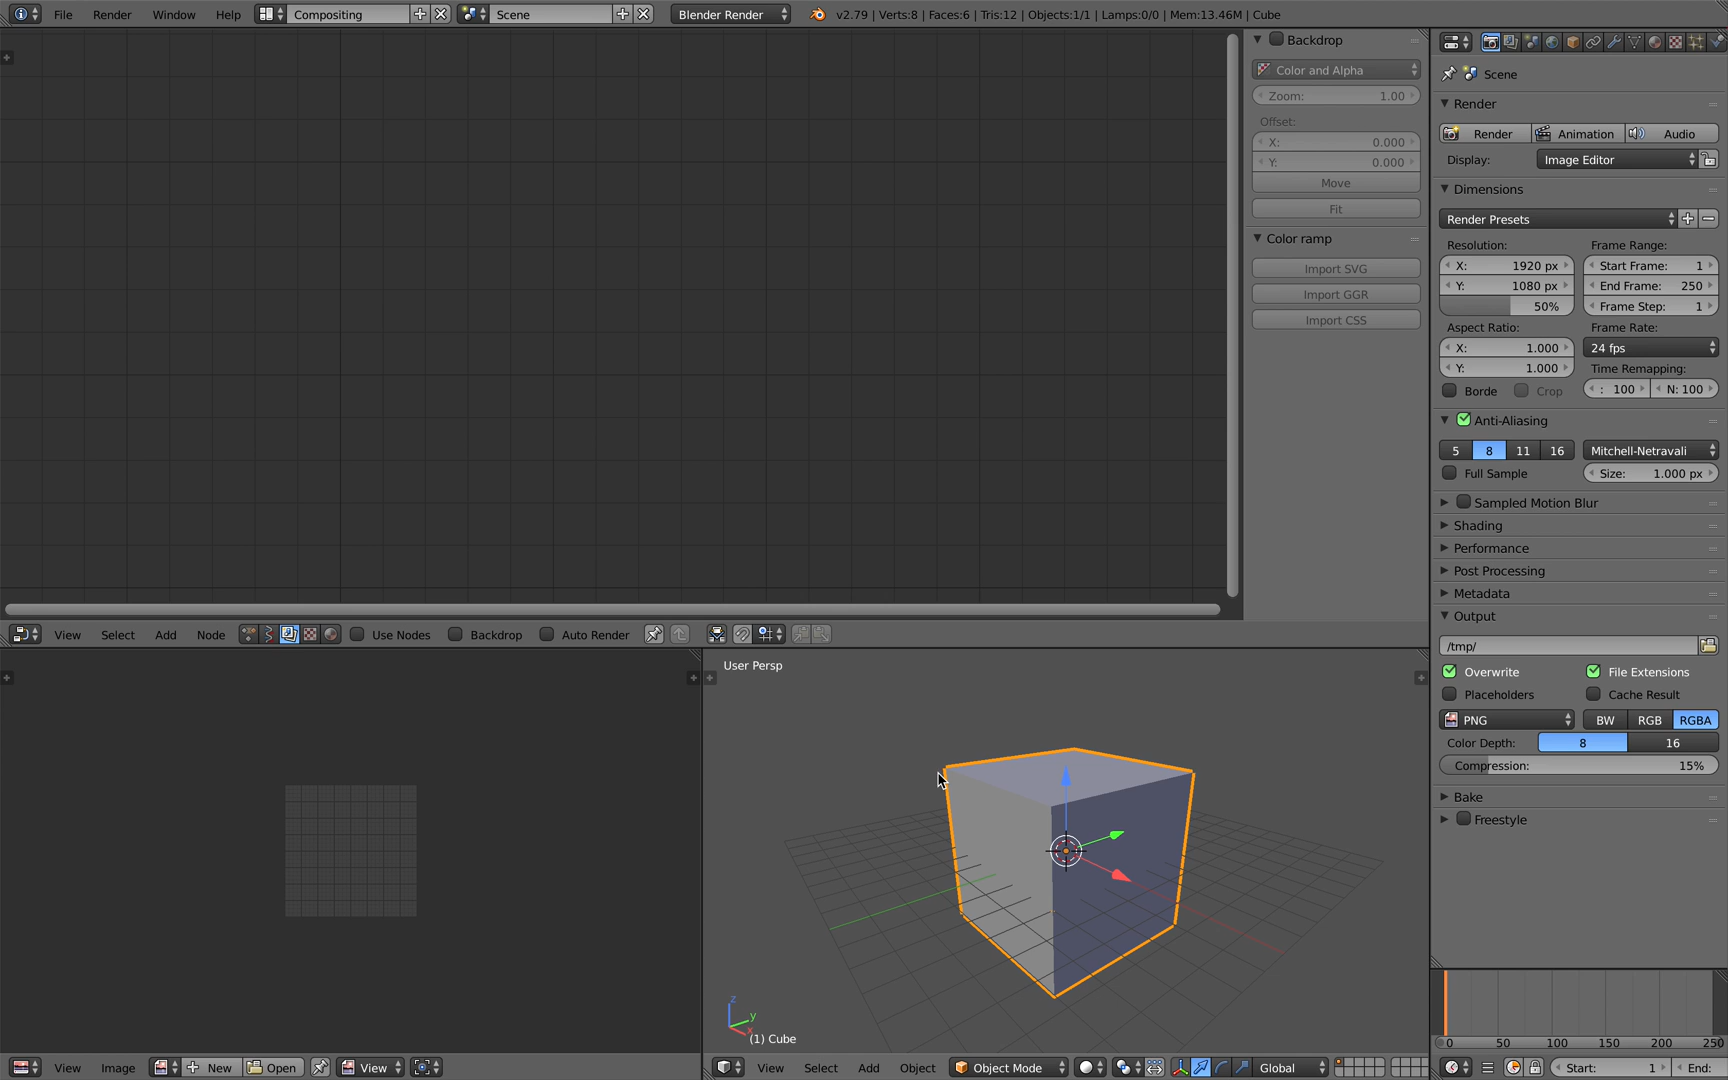 File Render Window Help Compositing Scene Blender Render v2.79 | Verts:8 | Faces:6 | Tris:12 | Objects:1/1 | Lamps:0/0 | Mem:13.46M | Cube
Backdrop
Color and Alpha
Zoom: 1.00
Offset:
X: 0.000
Y: 0.000
Move
Fit
Color ramp
Import SVG
Import GGR
Import CSS
Scene
Render
Render Animation Audio
Display: Image Editor
Dimensions
Render Presets
Resolution: Frame Range:
X: 1920 px Start Frame: 1
Y: 1080 px End Frame: 250
50% Frame Step: 1
Aspect Ratio: Frame Rate:
X: 1.000 24 fps
Y: 1.000 Time Remapping:
Borde Crop : 100 N: 100
Anti-Aliasing
5 8 11 16 Mitchell-Netravali
Full Sample Size: 1.000 px
Sampled Motion Blur
Shading
Performance
Post Processing
Metadata
Output
/tmp/
Overwrite File Extensions
Placeholders Cache Result
PNG BW RGB RGBA
Color Depth: 8 16
Compression: 15%
Bake
Freestyle
View Select Add Node Use Nodes Backdrop Auto Render
User Persp
z
y
x
(1) Cube
0 50 100 150 200 250
View Image New Open View
View Select Add Object Object Mode Global
Start: 1 End: